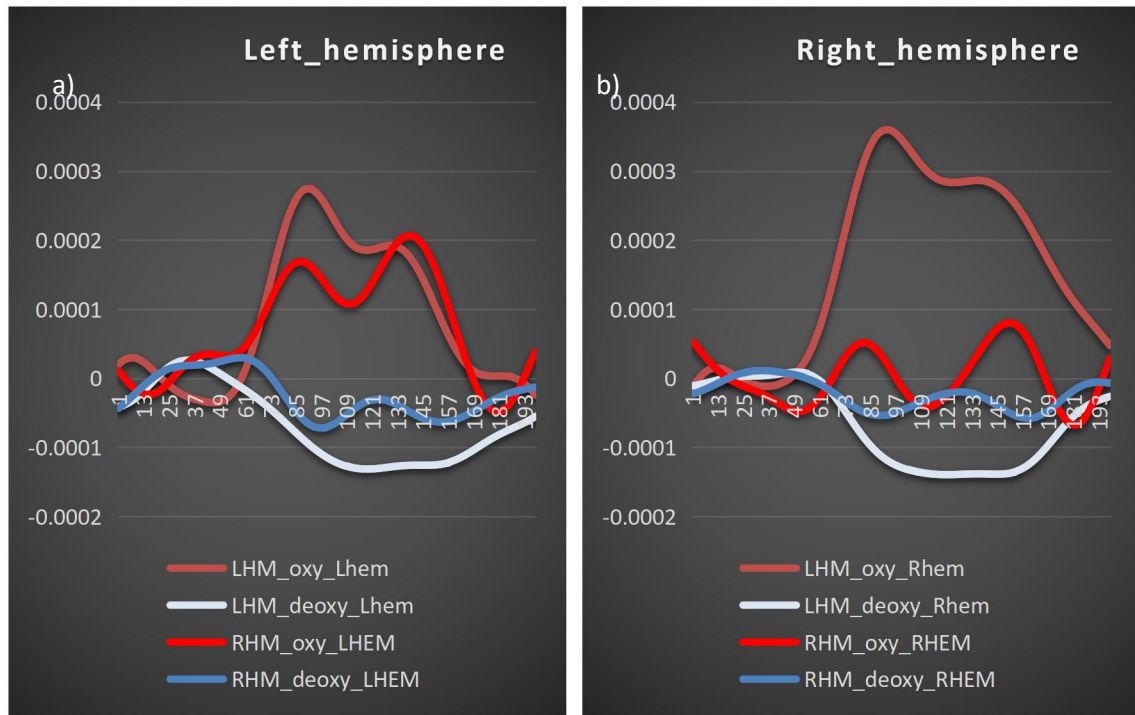 Left_hemisphere
a)
0.0004
0.0003
0.0002
0.0001
0
-0.0001
-0.0002
1 13 25 37 49 61 73 85 97 109 121 133 145 157 169 181 193
LHM_oxy_Lhem
LHM_deoxy_Lhem
RHM_oxy_LHEM
RHM_deoxy_LHEM
Right_hemisphere
b)
0.0004
0.0003
0.0002
0.0001
0
-0.0001
-0.0002
1 13 25 37 49 61 73 85 97 109 121 133 145 157 169 181 193
LHM_oxy_Rhem
LHM_deoxy_Rhem
RHM_oxy_RHEM
RHM_deoxy_RHEM